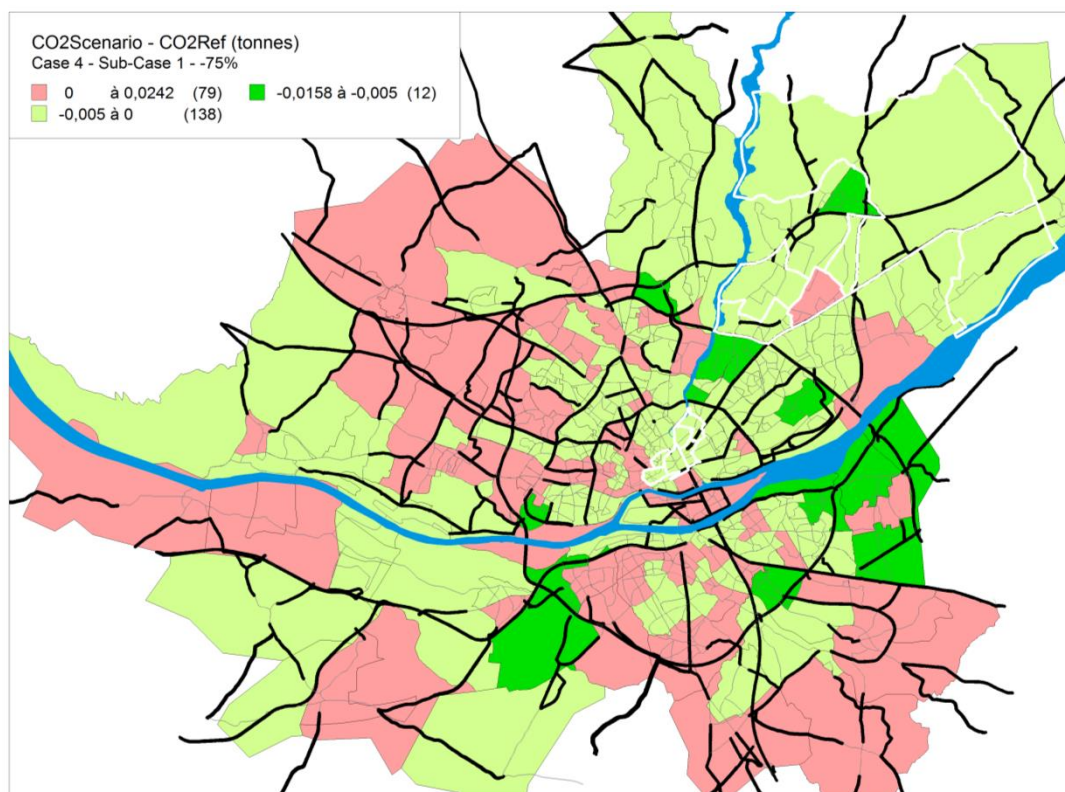 CO2Scenario - CO2Ref (tonnes)
Case 4 - Sub-Case 1 - -75%
0 à 0,0242 (79) -0,0158 à -0,005 (12)
-0,005 à 0 (138)